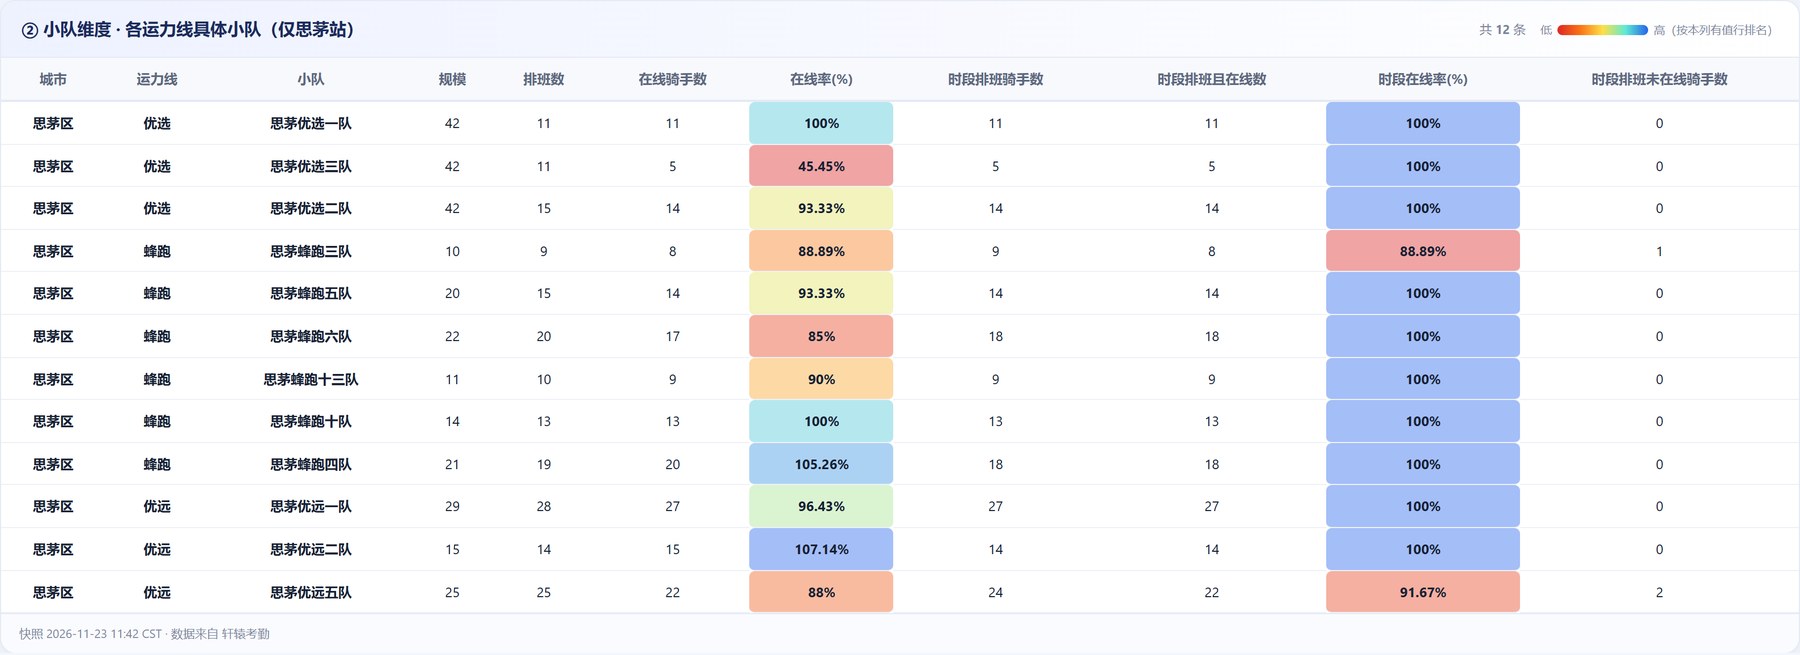 ② 小队维度 · 各运力线具体小队（仅思茅站）
共 12 条 低 高 (按本列有值行排名)
城市 运力线 小队 规模 排班数 在线骑手数 在线率(%) 时段排班骑手数 时段排班且在线数 时段在线率(%) 时段排班未在线骑手数
思茅区 优选 思茅优选一队 42 11 11 100% 11 11 100% 0
思茅区 优选 思茅优选三队 42 11 5 45.45% 5 5 100% 0
思茅区 优选 思茅优选二队 42 15 14 93.33% 14 14 100% 0
思茅区 蜂跑 思茅蜂跑三队 10 9 8 88.89% 9 8 88.89% 1
思茅区 蜂跑 思茅蜂跑五队 20 15 14 93.33% 14 14 100% 0
思茅区 蜂跑 思茅蜂跑六队 22 20 17 85% 18 18 100% 0
思茅区 蜂跑 思茅蜂跑十三队 11 10 9 90% 9 9 100% 0
思茅区 蜂跑 思茅蜂跑十队 14 13 13 100% 13 13 100% 0
思茅区 蜂跑 思茅蜂跑四队 21 19 20 105.26% 18 18 100% 0
思茅区 优远 思茅优远一队 29 28 27 96.43% 27 27 100% 0
思茅区 优远 思茅优远二队 15 14 15 107.14% 14 14 100% 0
思茅区 优远 思茅优远五队 25 25 22 88% 24 22 91.67% 2
快照 2026-11-23 11:42 CST · 数据来自 轩辕考勤